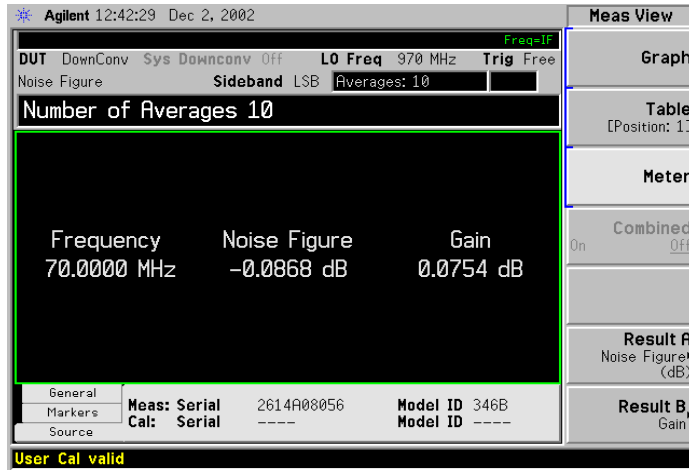 Agilent 12:42:29 Dec 2, 2002
Meas View
Freq=IF
DUT DownConv Sys Downconv Off LO Freq 970 MHz Trig Free
Noise Figure Sideband LSB Averages: 10
Number of Averages 10
Frequency Noise Figure Gain
70.0000 MHz -0.0868 dB 0.0754 dB
General
Markers
Source
Meas: Serial 2614A08056 Model ID 346B
Cal: Serial ---- Model ID ----
User Cal valid
Graph
Table
[Position: 1]
Meter
Combined
On Off
Result A
Noise Figure
(dB)
Result B
Gain